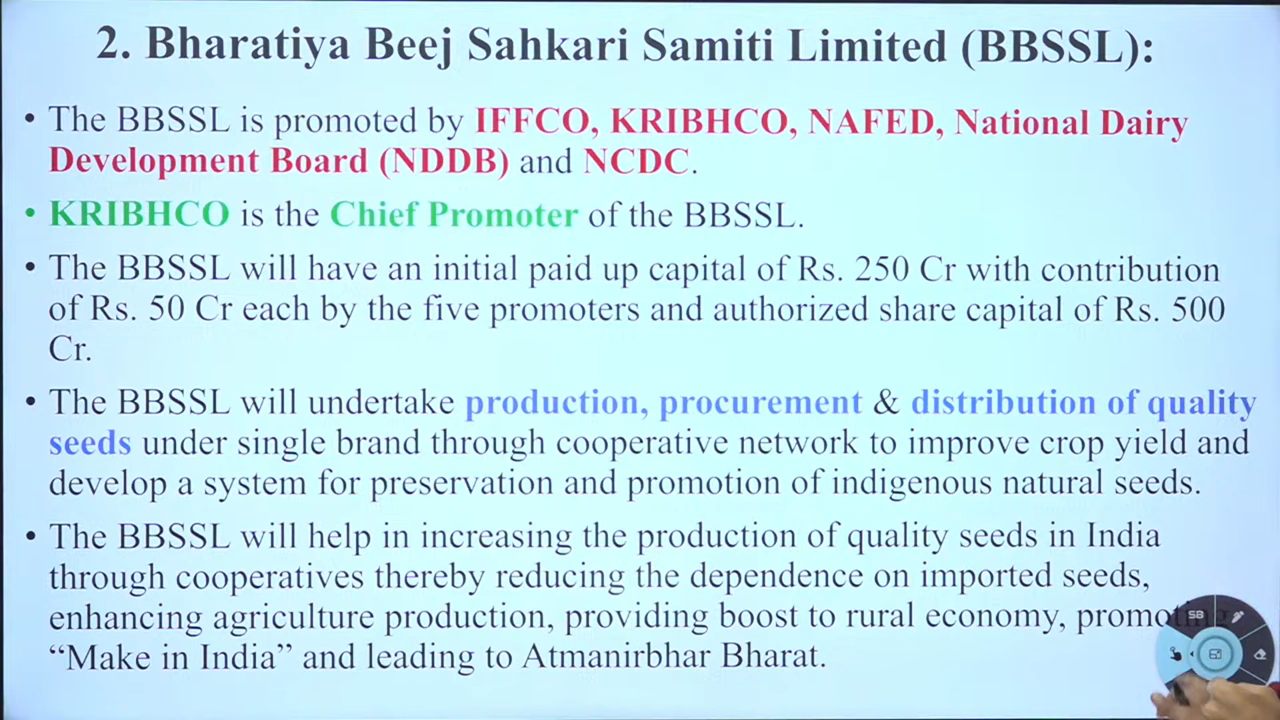 2. Bharatiya Beej Sahkari Samiti Limited (BBSSL):
• The BBSSL is promoted by IFFCO, KRIBHCO, NAFED, National Dairy
Development Board (NDDB) and NCDC.
• KRIBHCO is the Chief Promoter of the BBSSL.
• The BBSSL will have an initial paid up capital of Rs. 250 Cr with contribution
of Rs. 50 Cr each by the five promoters and authorized share capital of Rs. 500
Cr.
• The BBSSL will undertake production, procurement & distribution of quality
seeds under single brand through cooperative network to improve crop yield and
develop a system for preservation and promotion of indigenous natural seeds.
• The BBSSL will help in increasing the production of quality seeds in India
through cooperatives thereby reducing the dependence on imported seeds,
enhancing agriculture production, providing boost to rural economy, promoting
“Make in India” and leading to Atmanirbhar Bharat.
SB